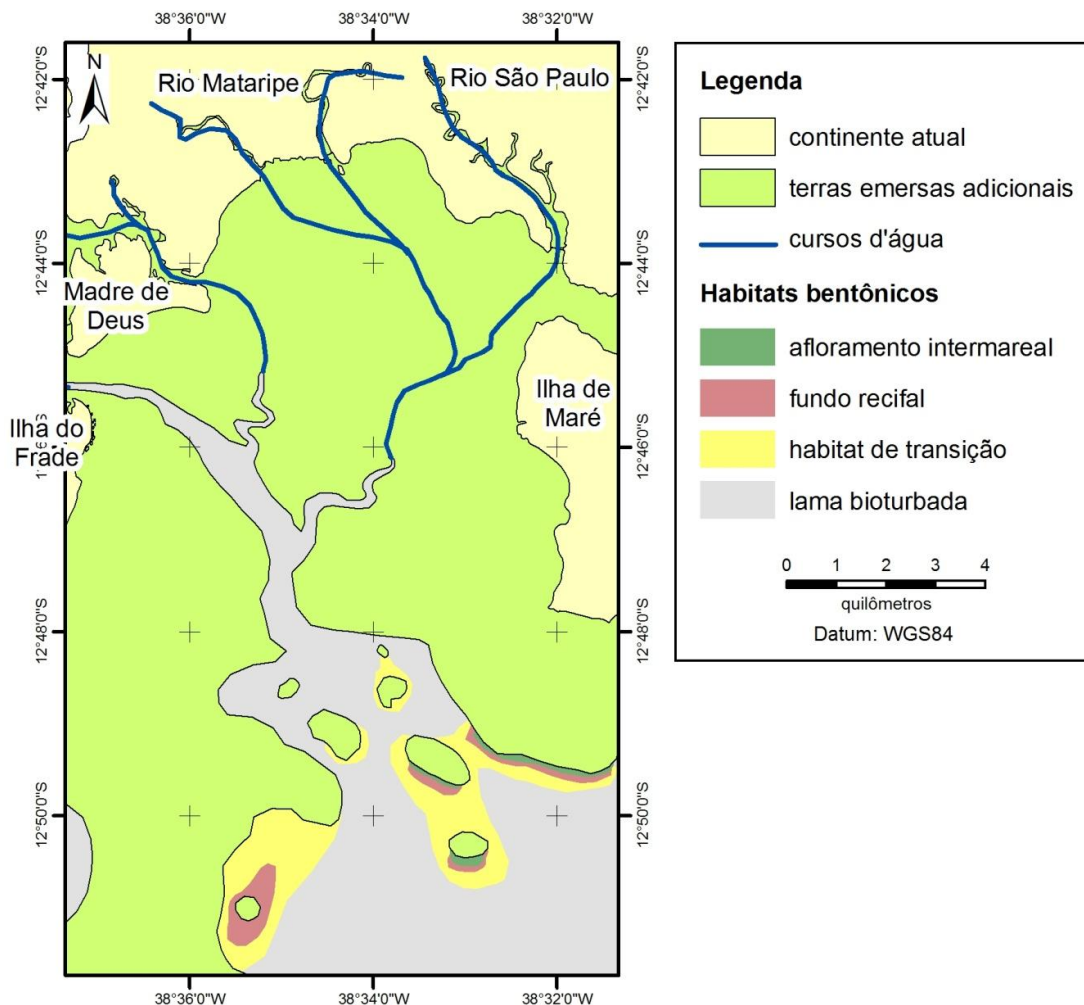 38°36'0"W 38°34'0"W 38°32'0"W
N
12°42'0"S
12°42'0"S
Rio Mataripe
Rio São Paulo
12°44'0"S
12°44'0"S
Madre de
Deus
Ilha de
Maré
Ilha do
Frade
12°46'0"S
12°48'0"S
12°48'0"S
12°50'0"S
12°50'0"S
38°36'0"W 38°34'0"W 38°32'0"W
Legenda
continente atual
terras emersas adicionais
cursos d'água
Habitats bentônicos
afloramento intermareal
fundo recifal
habitat de transição
lama bioturbada
0 1 2 3 4
quilômetros
Datum: WGS84